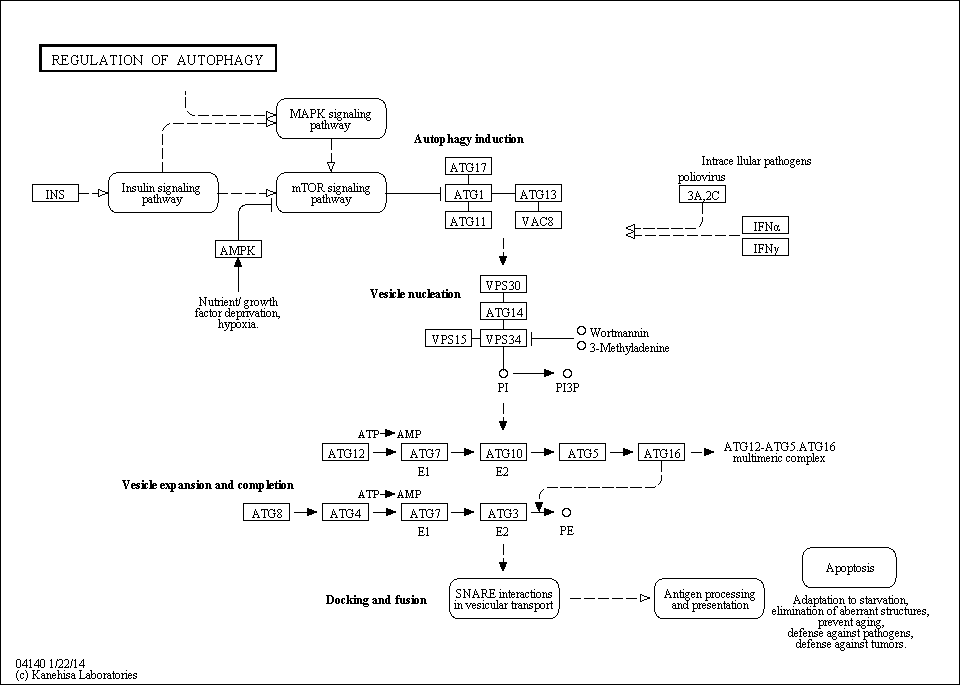 REGULATION OF AUTOPHAGY
MAPK signaling
pathway
Autophagy induction
INS
Insulin signaling
pathway
mTOR signaling
pathway
ATG17
ATG1
ATG13
ATG11
VAC8
Intrace llular pathogens
poliovirus
3A,2C
IFNα
IFNγ
AMPK
Nutrient/ growth
factor deprivation,
hypoxia.
Vesicle nucleation
VPS30
ATG14
VPS15
VPS34
Wortmannin
3-Methyladenine
PI
PI3P
ATP
AMP
ATG12
ATG7
ATG10
ATG5
ATG16
ATG12-ATG5.ATG16
multimeric complex
E1
E2
Vesicle expansion and completion
ATP
AMP
ATG8
ATG4
ATG7
ATG3
E1
E2
PE
Docking and fusion
SNARE interactions
in vesicular transport
Antigen processing
and presentation
Apoptosis
Adaptation to starvation,
elimination of aberrant structures,
prevent aging,
defense against pathogens,
defense against tumors.
04140 1/22/14
(c) Kanehisa Laboratories